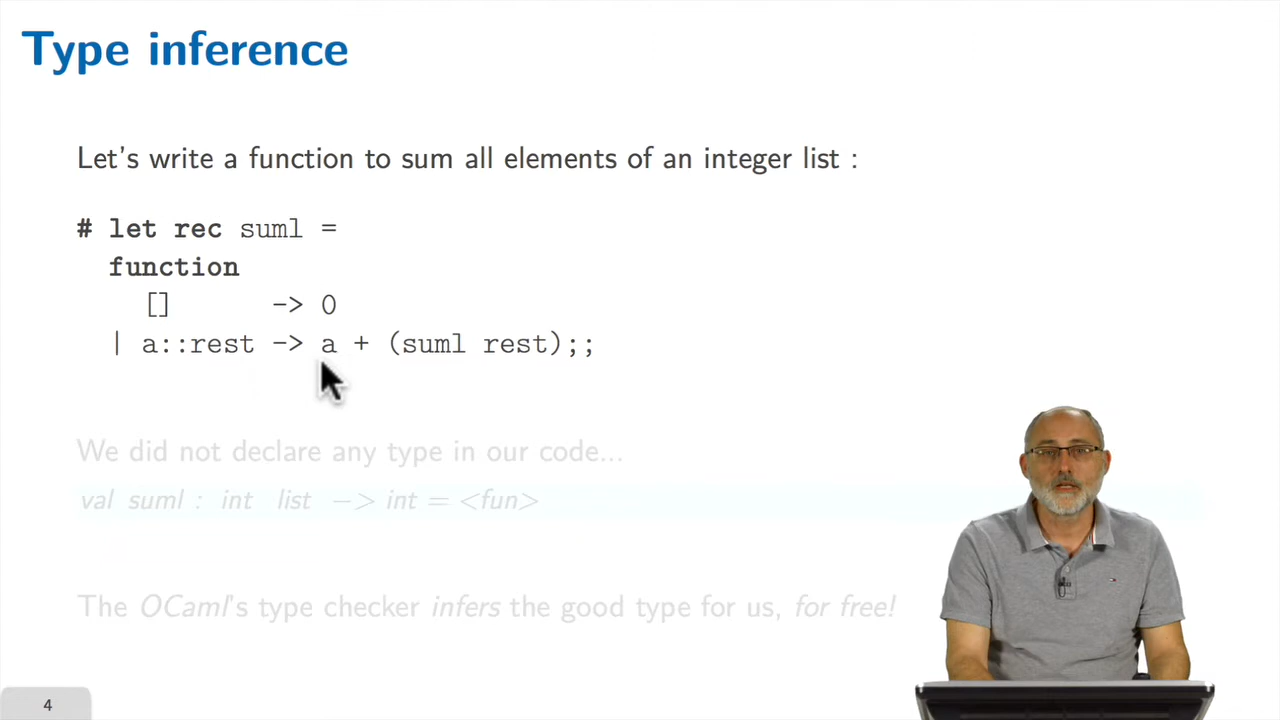 Type inference
Let's write a function to sum all elements of an integer list :
# let rec suml =
function
[] -> 0
| a::rest -> a + (suml rest);;
We did not declare any type in our code...
val suml : int list -> int = <fun>
The OCaml's type checker infers the good type for us, for free!
4